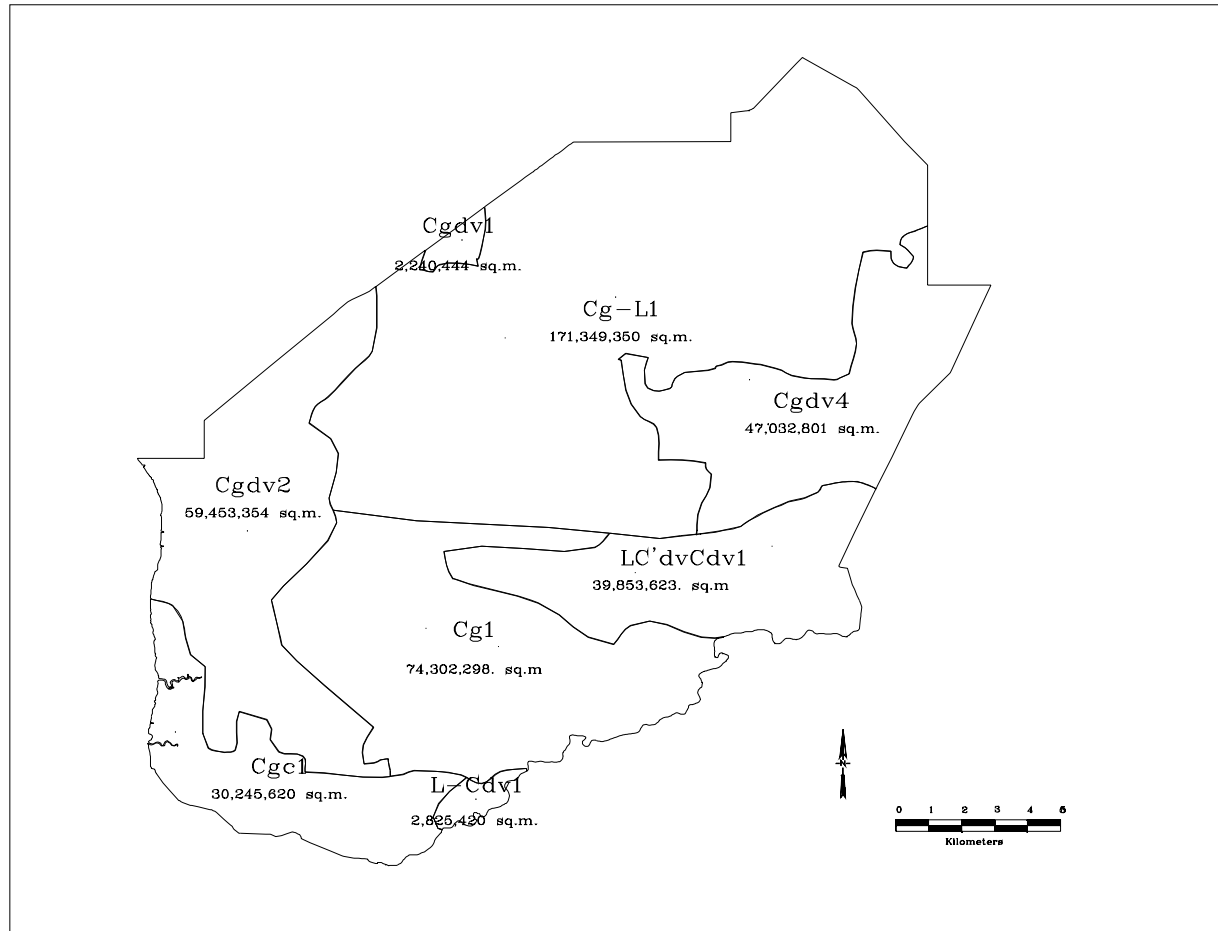 Cgdv1
2,240,444 sq.m.
Cg-L1
171,349,350 sq.m.
Cgdv4
47,032,801 sq.m.
Cgdv2
59,453,354 sq.m.
LC'dvCdv1
39,853,623. sq.m
Cg1
74,302,298. sq.m
Cgc1
30,245,620 sq.m.
L-Cdv1
2,825,420 sq.m.
N
0 1 2 3 4 5
Kilometers